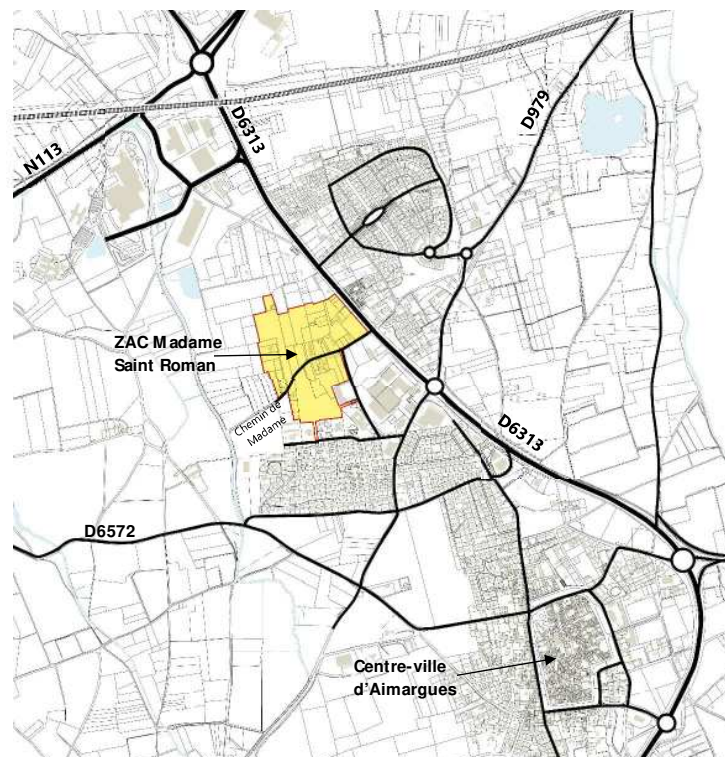 D6313
D979
N113
ZAC Madame
Saint Roman
Chemin de
Madame
D6313
D6572
Centre-ville
d'Aimargues